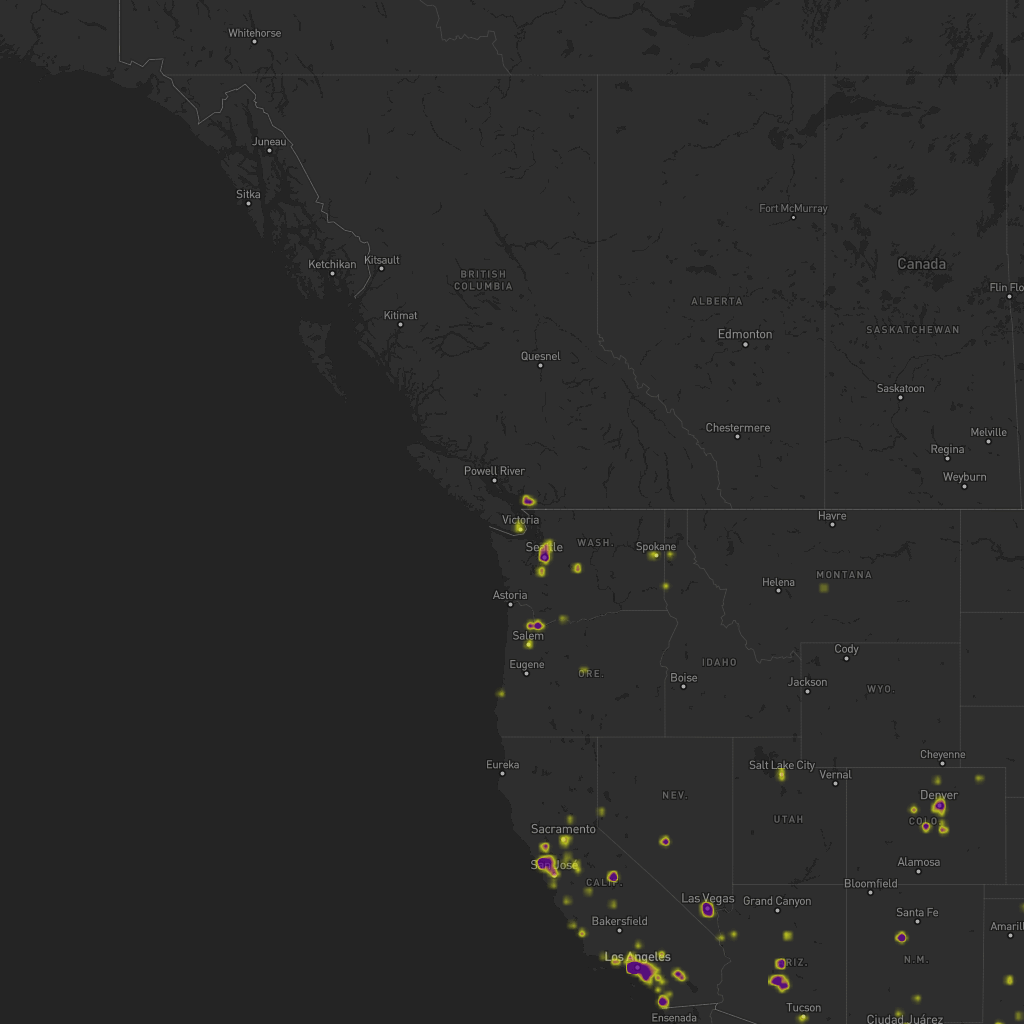 Whitehorse
Juneau
Sitka
Fort McMurray
Ketchikan
Kitsault
BRITISH
COLUMBIA
Canada
Flin Flo
ALBERTA
Kitimat
SASKATCHEWAN
Edmonton
Quesnel
Saskatoon
Chestermere
Melville
Regina
Powell River
Weyburn
Victoria
Havre
Seattle
WASH.
Spokane
MONTANA
Helena
Astoria
Salem
Eugene
ORE.
IDAHO
Cody
Boise
Jackson
WYO.
Eureka
Salt Lake City
Cheyenne
Vernal
NEV.
Denver
UTAH
COLO.
Sacramento
San José
Alamosa
CALIF.
Bloomfield
Las Vegas
Grand Canyon
Santa Fe
Bakersfield
Amarill
Los Angeles
ARIZ.
N.M.
Tucson
Ensenada
Ciudad Juárez